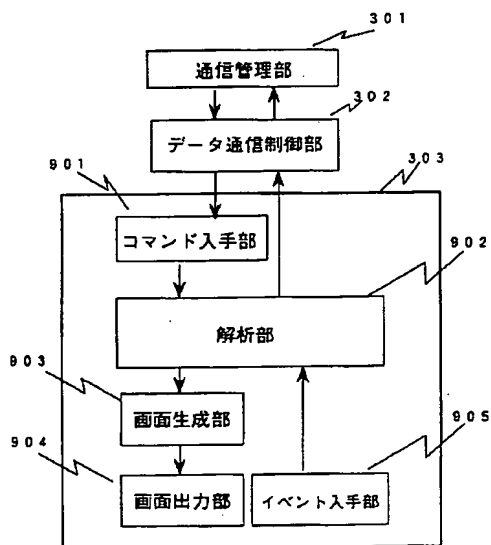 301
通信管理部
302
データ通信制御部
901
303
コマンド入手部
902
解析部
903
画面生成部
904
905
画面出力部
イベント入手部